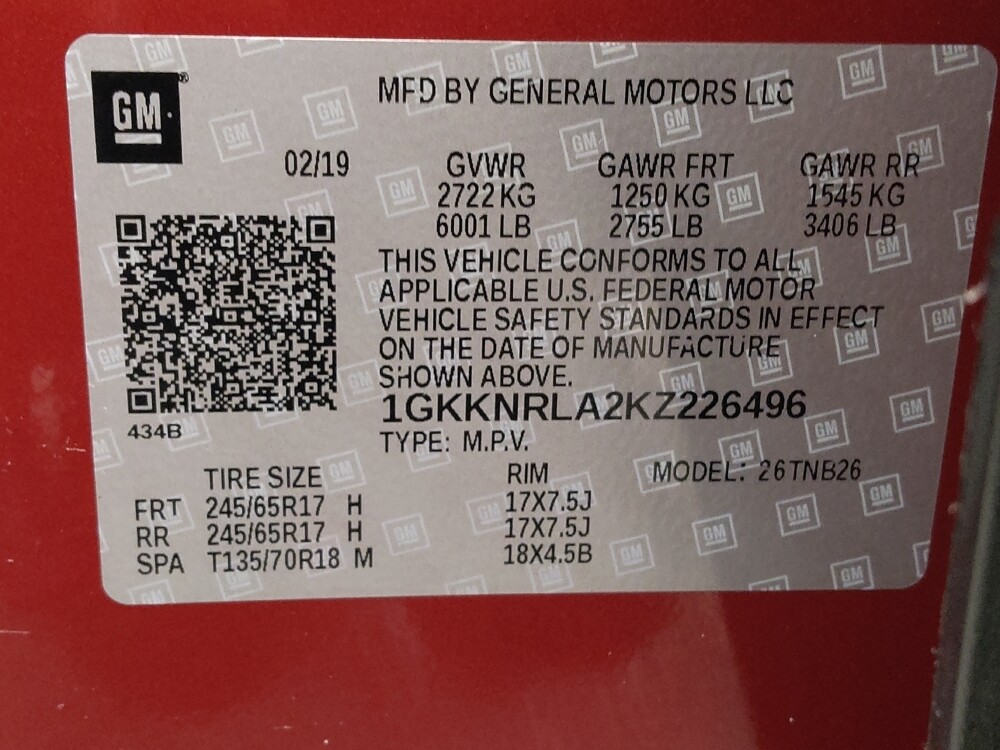 GM
MFD BY GENERAL MOTORS LLC
02/19 GVWR GAWR FRT GAWR RR
2722 KG 1250 KG 1545 KG
6001 LB 2755 LB 3406 LB
THIS VEHICLE CONFORMS TO ALL
APPLICABLE U.S. FEDERAL MOTOR
VEHICLE SAFETY STANDARDS IN EFFECT
ON THE DATE OF MANUFACTURE
SHOWN ABOVE.
1GKKNRLA2KZ226496
434B
TYPE: M.P.V.
TIRE SIZE RIM MODEL: 26TNB26
FRT 245/65R17 H 17X7.5J
RR 245/65R17 H 17X7.5J
SPA T135/70R18 M 18X4.5B